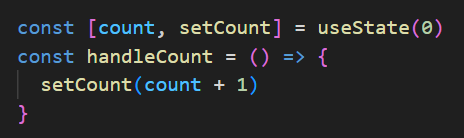 const [count, setCount] = useState(0)
const handleCount = () => {
  setCount(count + 1)
}